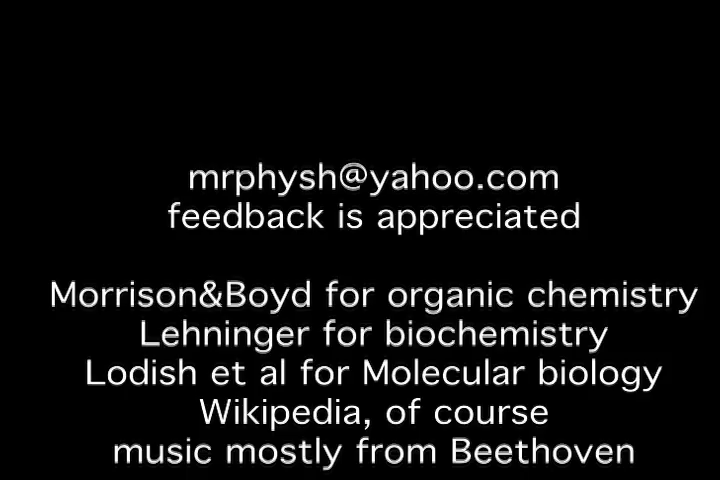 mrphysh@yahoo.com
feedback is appreciated
Morrison&Boyd for organic chemistry
Lehninger for biochemistry
Lodish et al for Molecular biology
Wikipedia, of course
music mostly from Beethoven